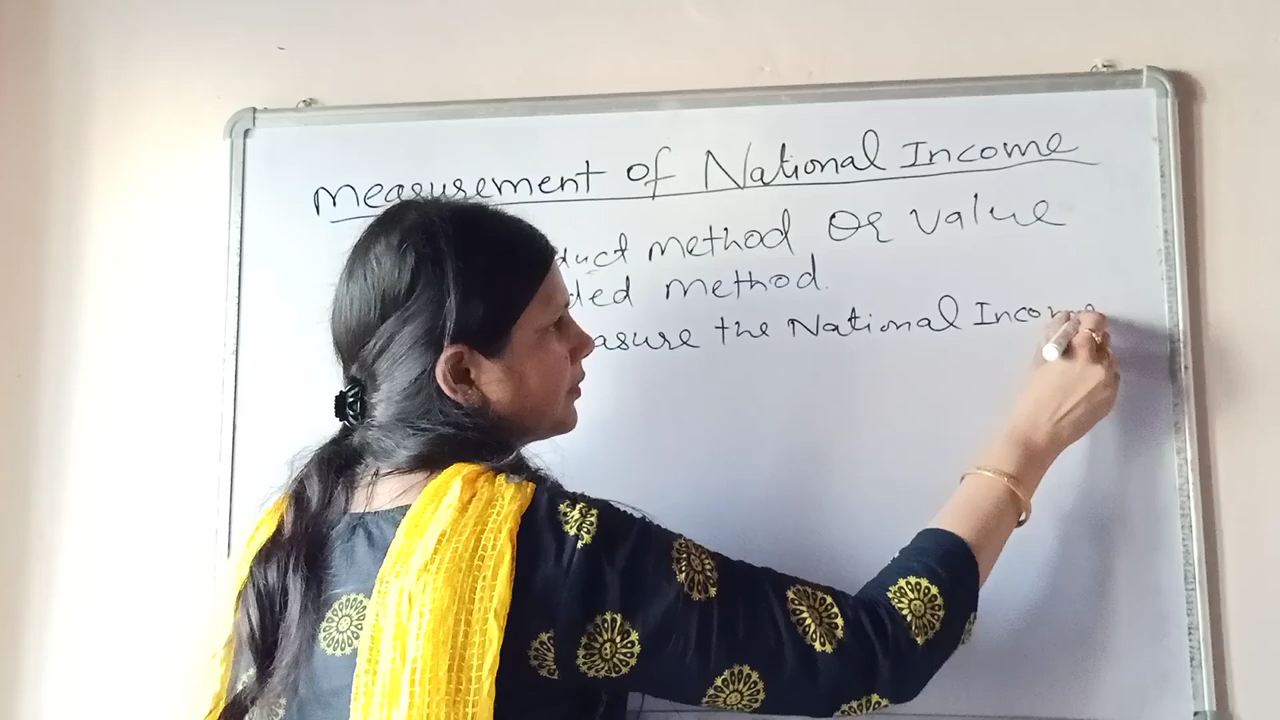 Measurement of National Income
duct method Or value
ded method.
asure the National Income